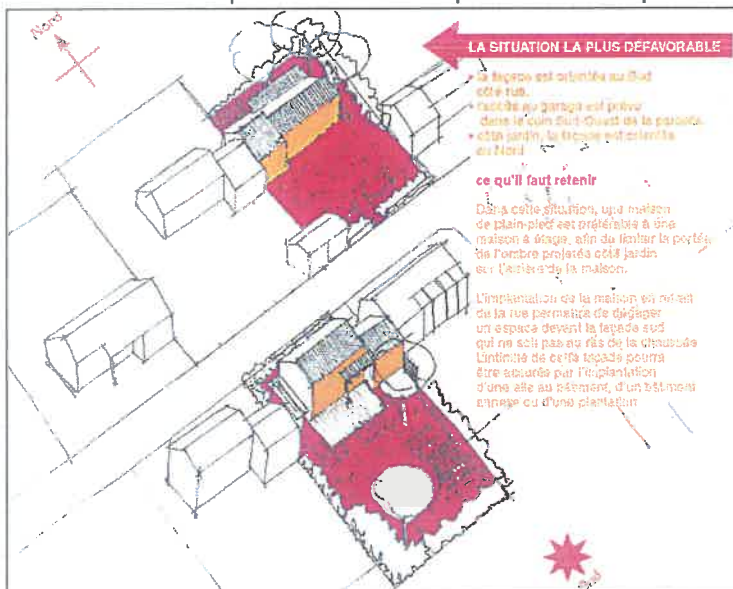 Nord
LA SITUATION LA PLUS DÉFAVORABLE
• la façade est orientée au Sud
côté rue.
• l'accès au garage est prévu
dans le coin Sud-Ouest de la parcelle.
• côté jardin, la façade est orientée
au Nord
ce qu'il faut retenir
Dans cette situation, une maison
de plain-pied est préférable à une
maison à étage, afin de limiter la portée
de l'ombre projetée côté jardin
sur l'arrière de la maison.
L'implantation de la maison en retrait
de la rue permettra de dégager
un espace devant la façade sud
qui ne soit pas au ras de la chaussée
L'intimité de cette façade pourra
être assurée par l'implantation
d'une aile au bâtiment, d'un bâtiment
annexe ou d'une plantation
Sud